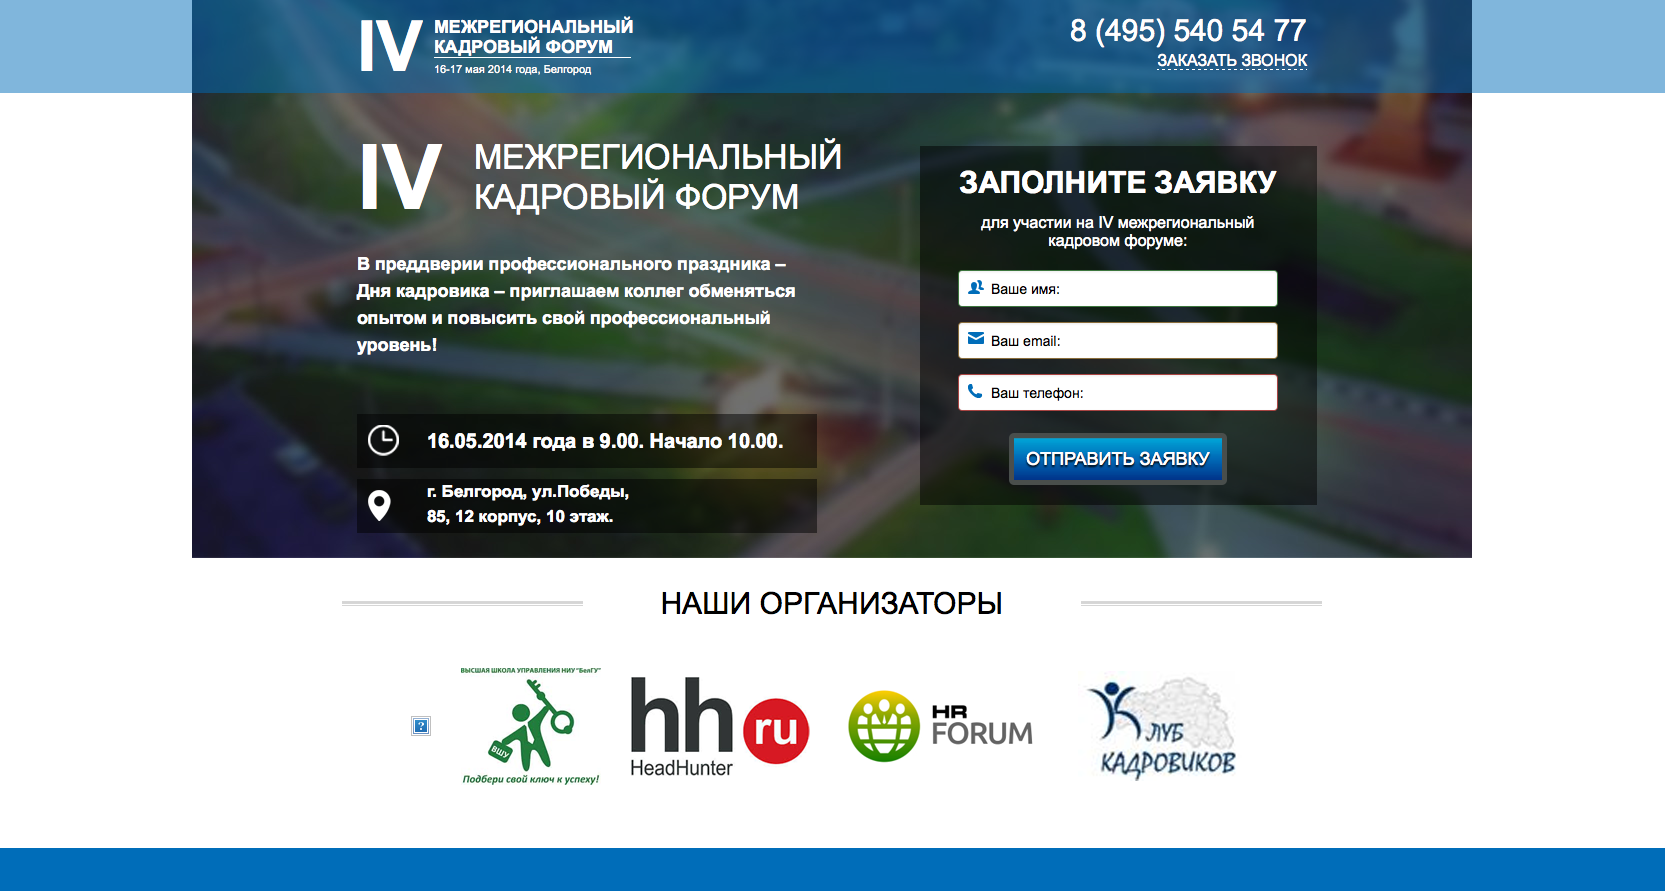 IV
МЕЖРЕГИОНАЛЬНЫЙ
КАДРОВЫЙ ФОРУМ
16-17 мая 2014 года, Белгород
8 (495) 540 54 77
ЗАКАЗАТЬ ЗВОНОК
IV
МЕЖРЕГИОНАЛЬНЫЙ
КАДРОВЫЙ ФОРУМ
В преддверии профессионального праздника –
Дня кадровика – приглашаем коллег обменяться
опытом и повысить свой профессиональный
уровень!
16.05.2014 года в 9.00. Начало 10.00.
г. Белгород, ул.Победы,
85, 12 корпус, 10 этаж.
ЗАПОЛНИТЕ ЗАЯВКУ
для участии на IV межрегиональный
кадровом форуме:
Ваше имя:
Ваш email:
Ваш телефон:
ОТПРАВИТЬ ЗАЯВКУ
НАШИ ОРГАНИЗАТОРЫ
?
ВЫСШАЯ ШКОЛА УПРАВЛЕНИЯ НИУ "БелГУ"
ВШУ
Подбери свой ключ к успеху!
hh ru
HeadHunter
HR
FORUM
КЛУБ
КАДРОВИКОВ